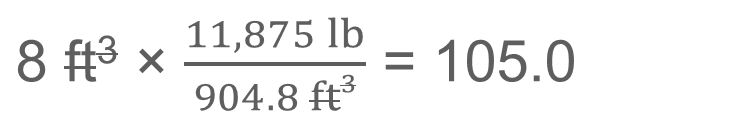 8 ft³ × 11,875 lb / 904.8 ft³ = 105.0